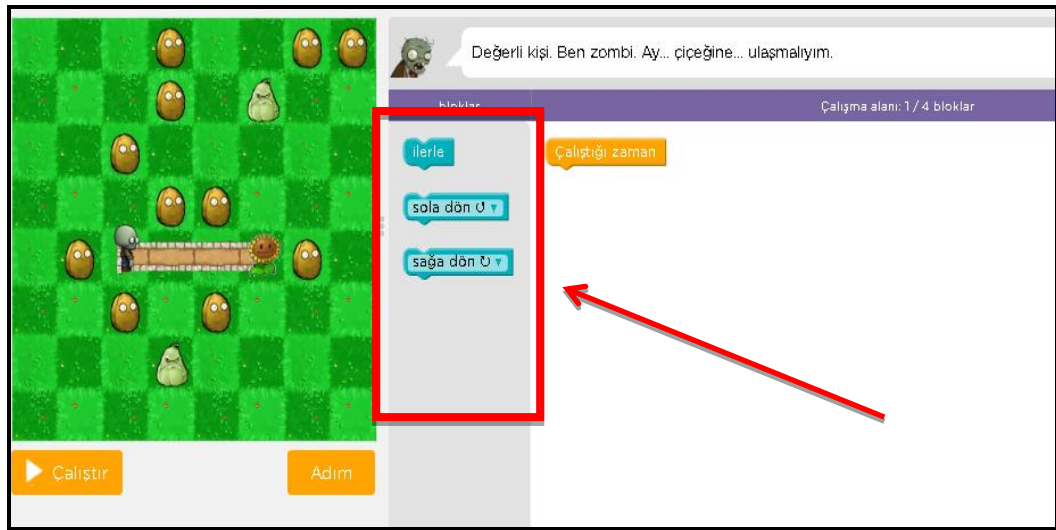 Değerli kişi. Ben zombi. Ay... çiçeğine... ulaşmalıyım.
bloklar
Çalışma alanı: 1 / 4 bloklar
ilerle
Çalıştığı zaman
sola dön ↺ ▾
sağa dön ↻ ▾
Çalıştır
Adım